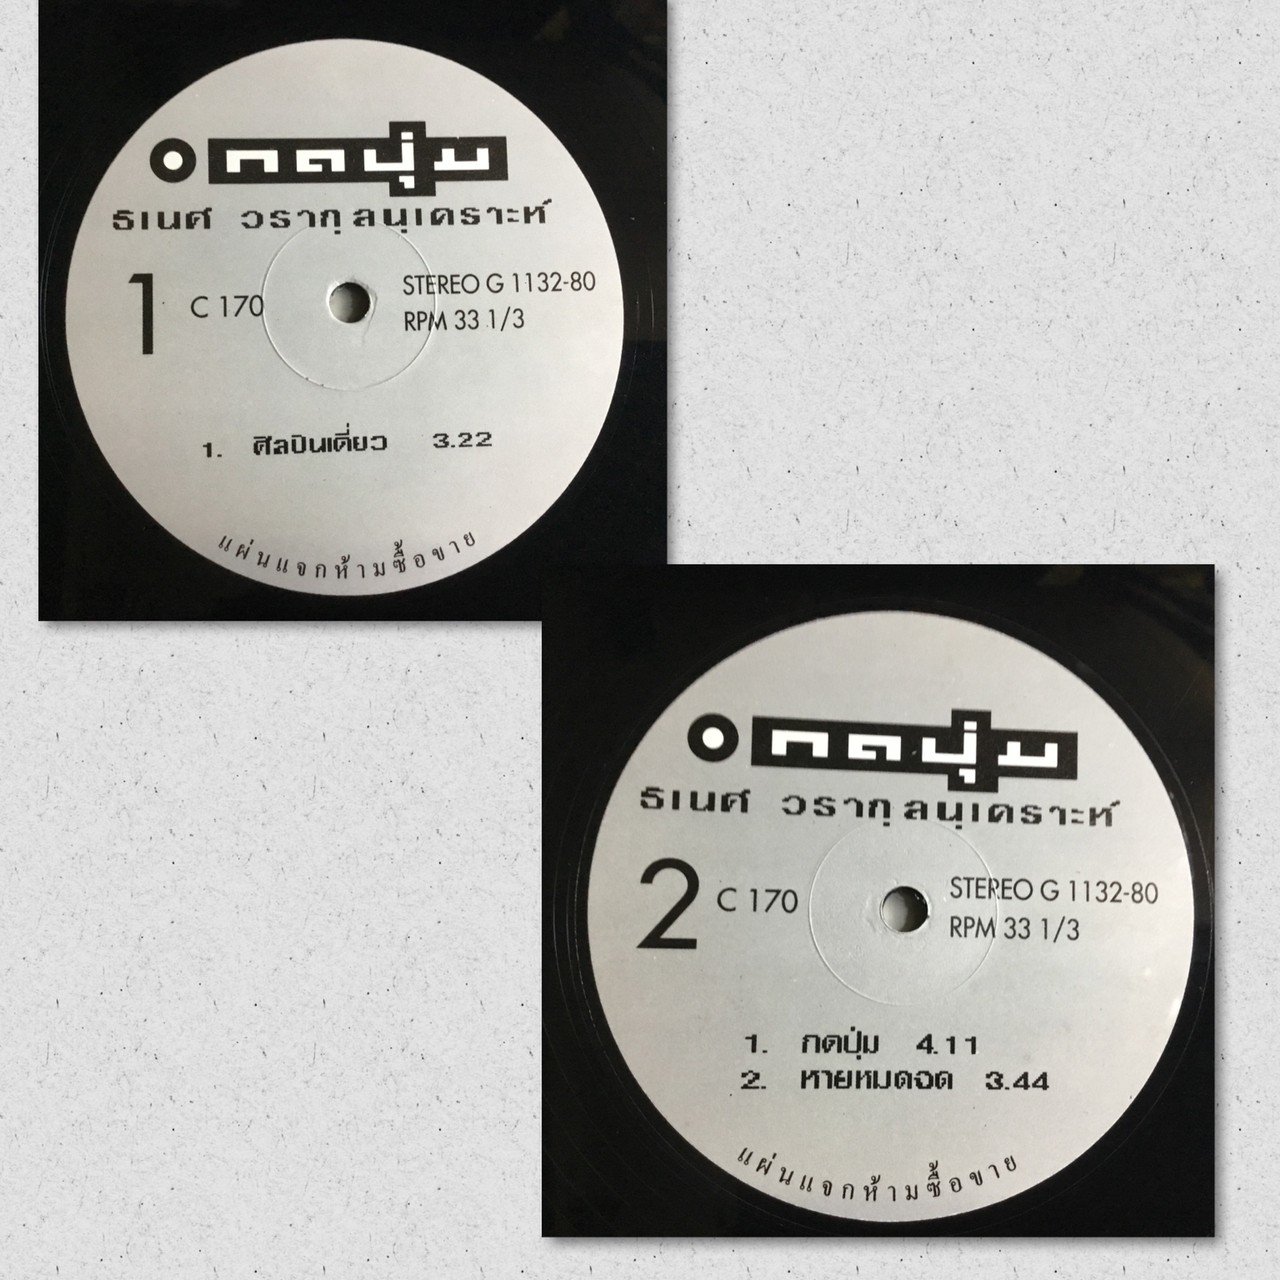 กดปุ่ม
ธเนศ วรากุลนุเคราะห์
1 C 170
STEREO G 1132-80
RPM 33 1/3
1. ศิลปินเดี่ยว 3.22
แผ่นแจกห้ามซื้อขาย
กดปุ่ม
ธเนศ วรากุลนุเคราะห์
2 C 170
STEREO G 1132-80
RPM 33 1/3
1. กดปุ่ม 4.11
2. หายหมดจด 3.44
แผ่นแจกห้ามซื้อขาย